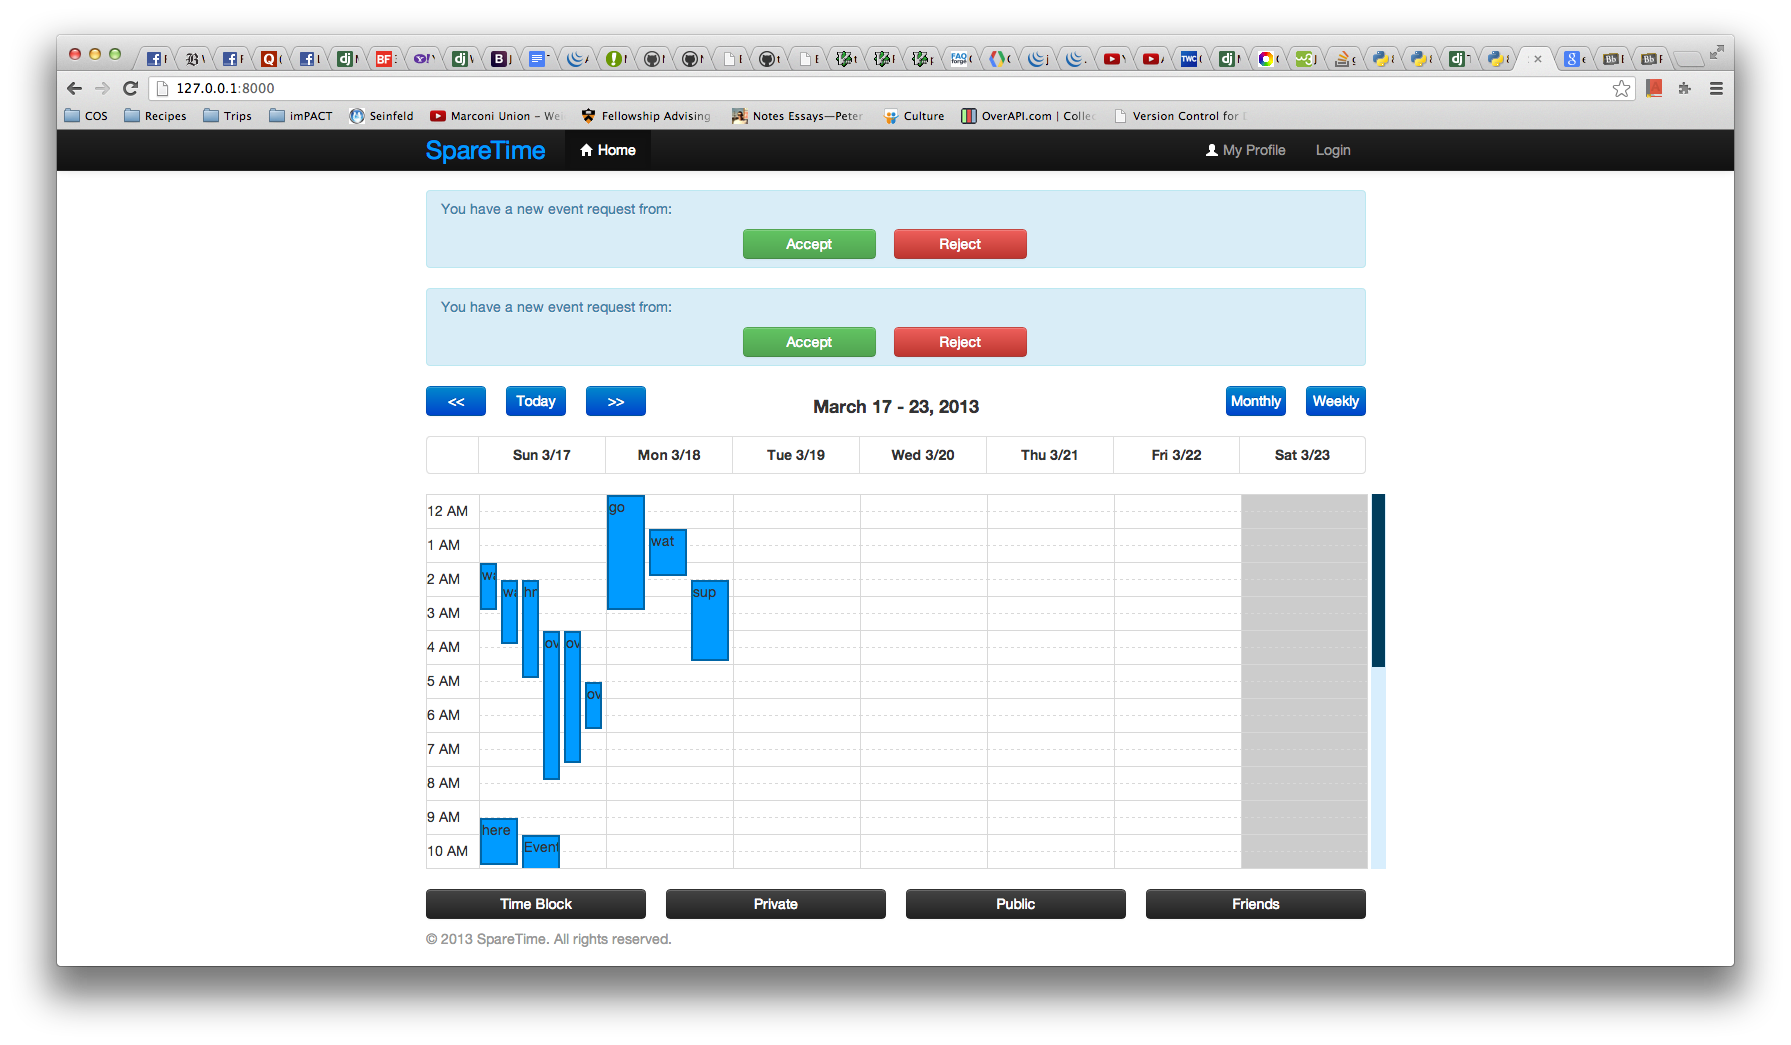 127.0.0.1:8000
COS Recipes Trips imPACT Seinfeld Marconi Union – Wei Fellowship Advising Notes Essays—Peter Culture OverAPI.com | Collec Version Control for
SpareTime Home My Profile Login
You have a new event request from:
Accept Reject
You have a new event request from:
Accept Reject
<< Today >> March 17 - 23, 2013 Monthly Weekly
Sun 3/17 Mon 3/18 Tue 3/19 Wed 3/20 Thu 3/21 Fri 3/22 Sat 3/23
12 AM go
1 AM wat
2 AM wa
wa hr sup
3 AM
4 AM ov ov
5 AM
ov
6 AM
7 AM
8 AM
9 AM
here
10 AM Event
Time Block Private Public Friends
© 2013 SpareTime. All rights reserved.